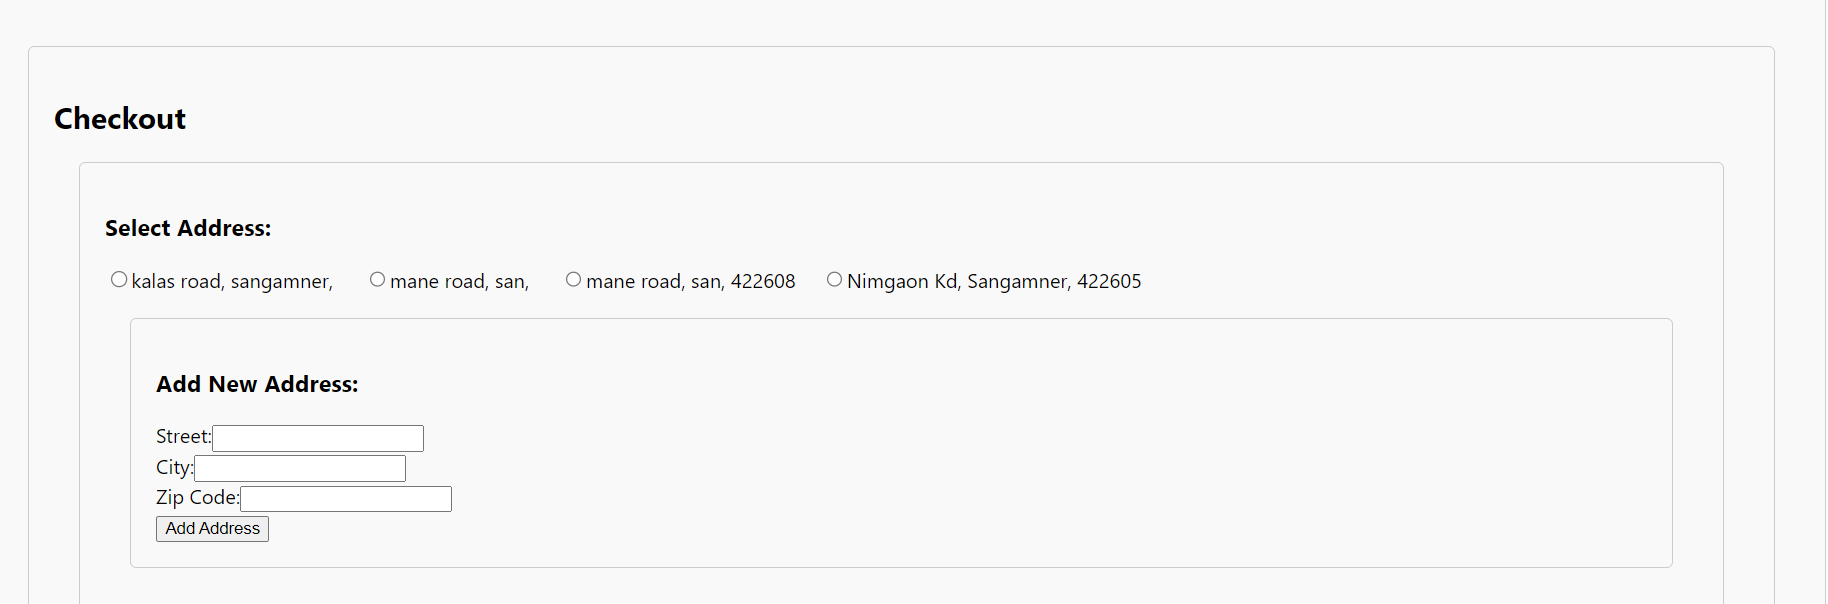 Checkout
Select Address:
kalas road, sangamner, mane road, san, mane road, san, 422608 Nimgaon Kd, Sangamner, 422605
Add New Address:
Street:
City:
Zip Code:
Add Address